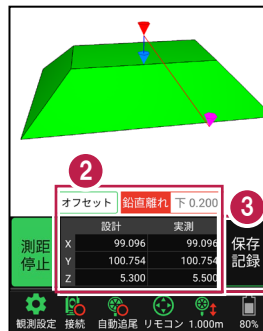 2
オフセット 鉛直離れ 下 0.200
3
設計 実測
測距停止
X 99.096 99.096
Y 100.754 100.754
Z 5.300 5.500
保存記録
観測設定 接続 自動追尾 リモコン 1.000m 80%